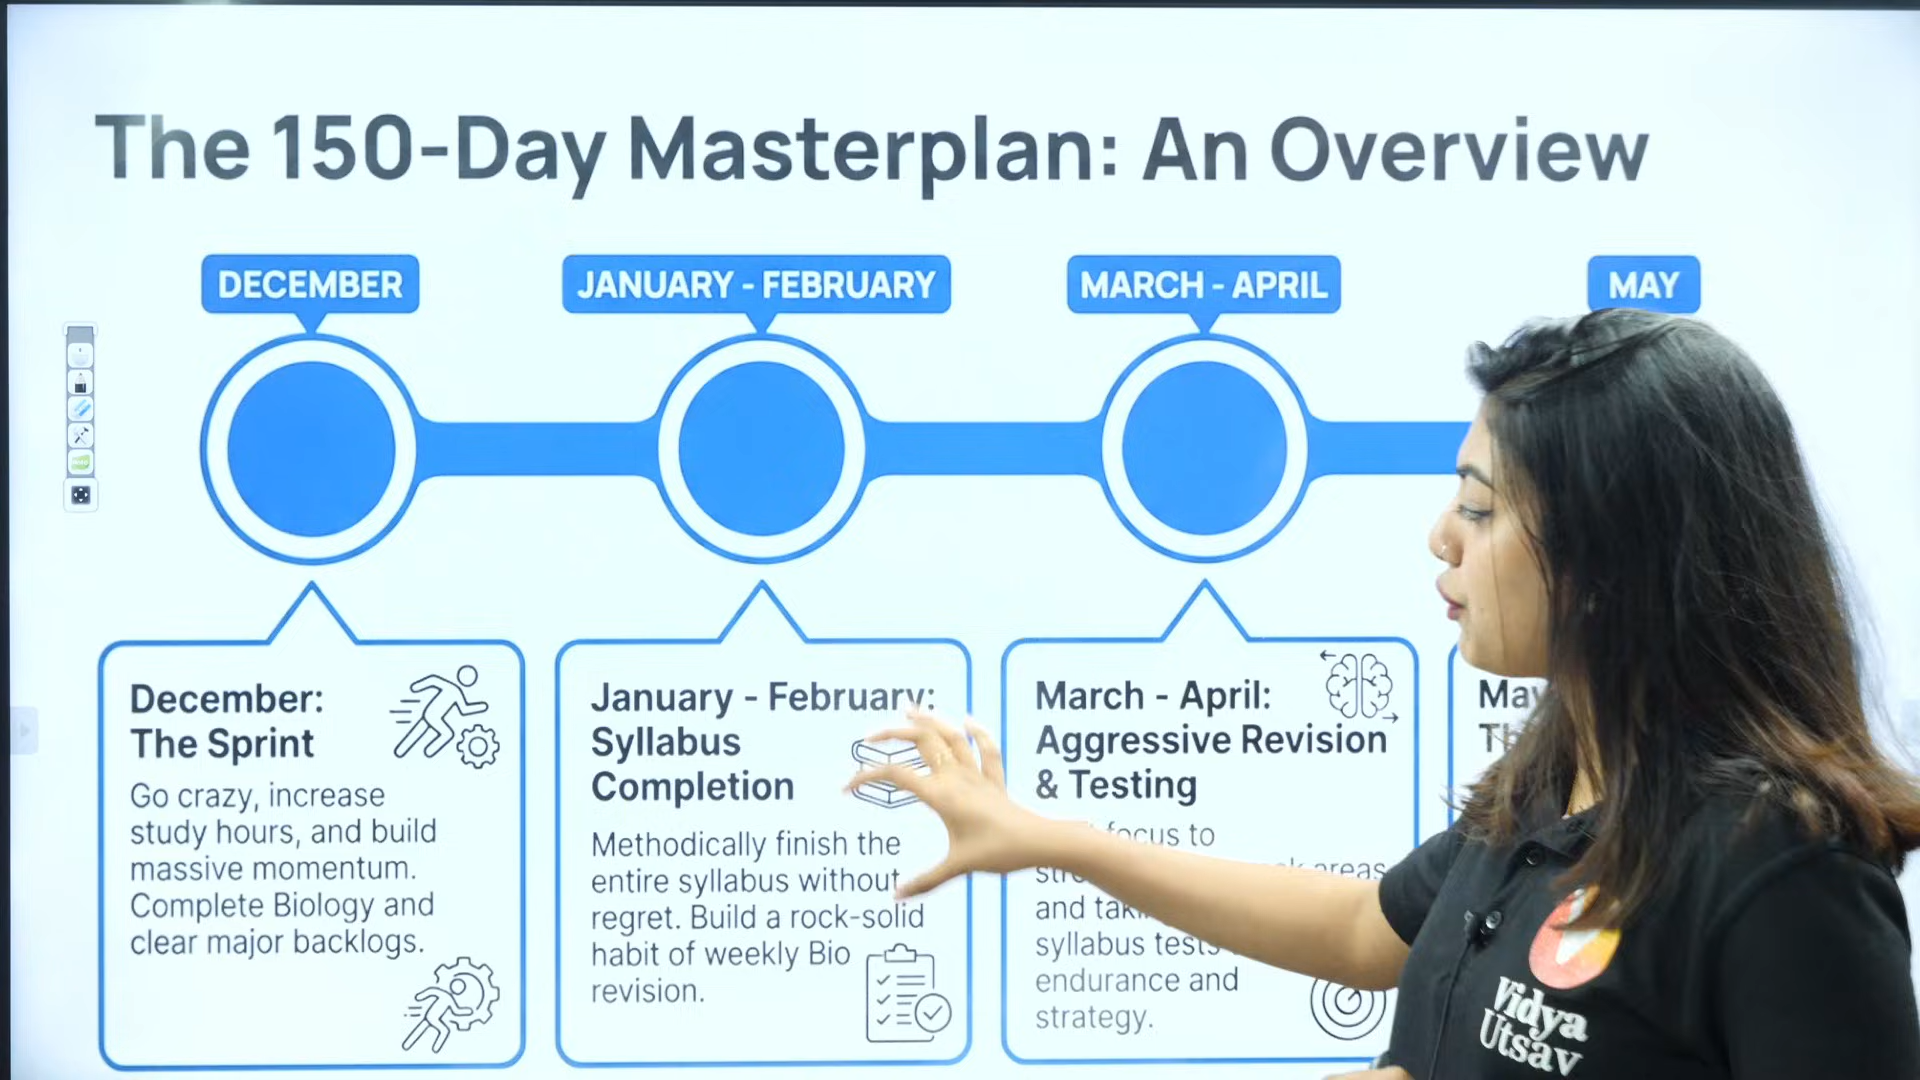 The 150-Day Masterplan: An Overview
DECEMBER
JANUARY - FEBRUARY
MARCH - APRIL
MAY
December:
The Sprint
Go crazy, increase
study hours, and build
massive momentum.
Complete Biology and
clear major backlogs.
January - February:
Syllabus
Completion
Methodically finish the
entire syllabus without
regret. Build a rock-solid
habit of weekly Bio
revision.
March - April:
Aggressive Revision
& Testing
focus to
areas
and
syllabus tests
endurance and
strategy.
Vidya
Utsav